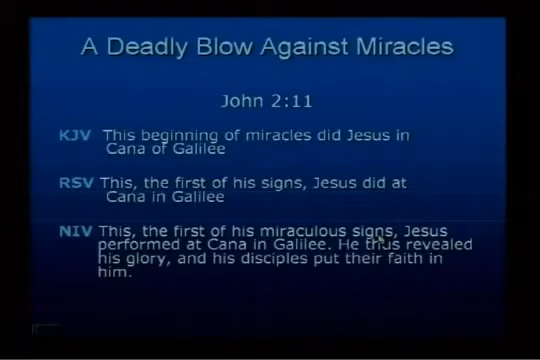 A Deadly Blow Against Miracles
John 2:11
KJV This beginning of miracles did Jesus in
Cana of Galilee
RSV This, the first of his signs, Jesus did at
Cana in Galilee
NIV This, the first of his miraculous signs, Jesus
performed at Cana in Galilee. He thus revealed
his glory, and his disciples put their faith in
him.